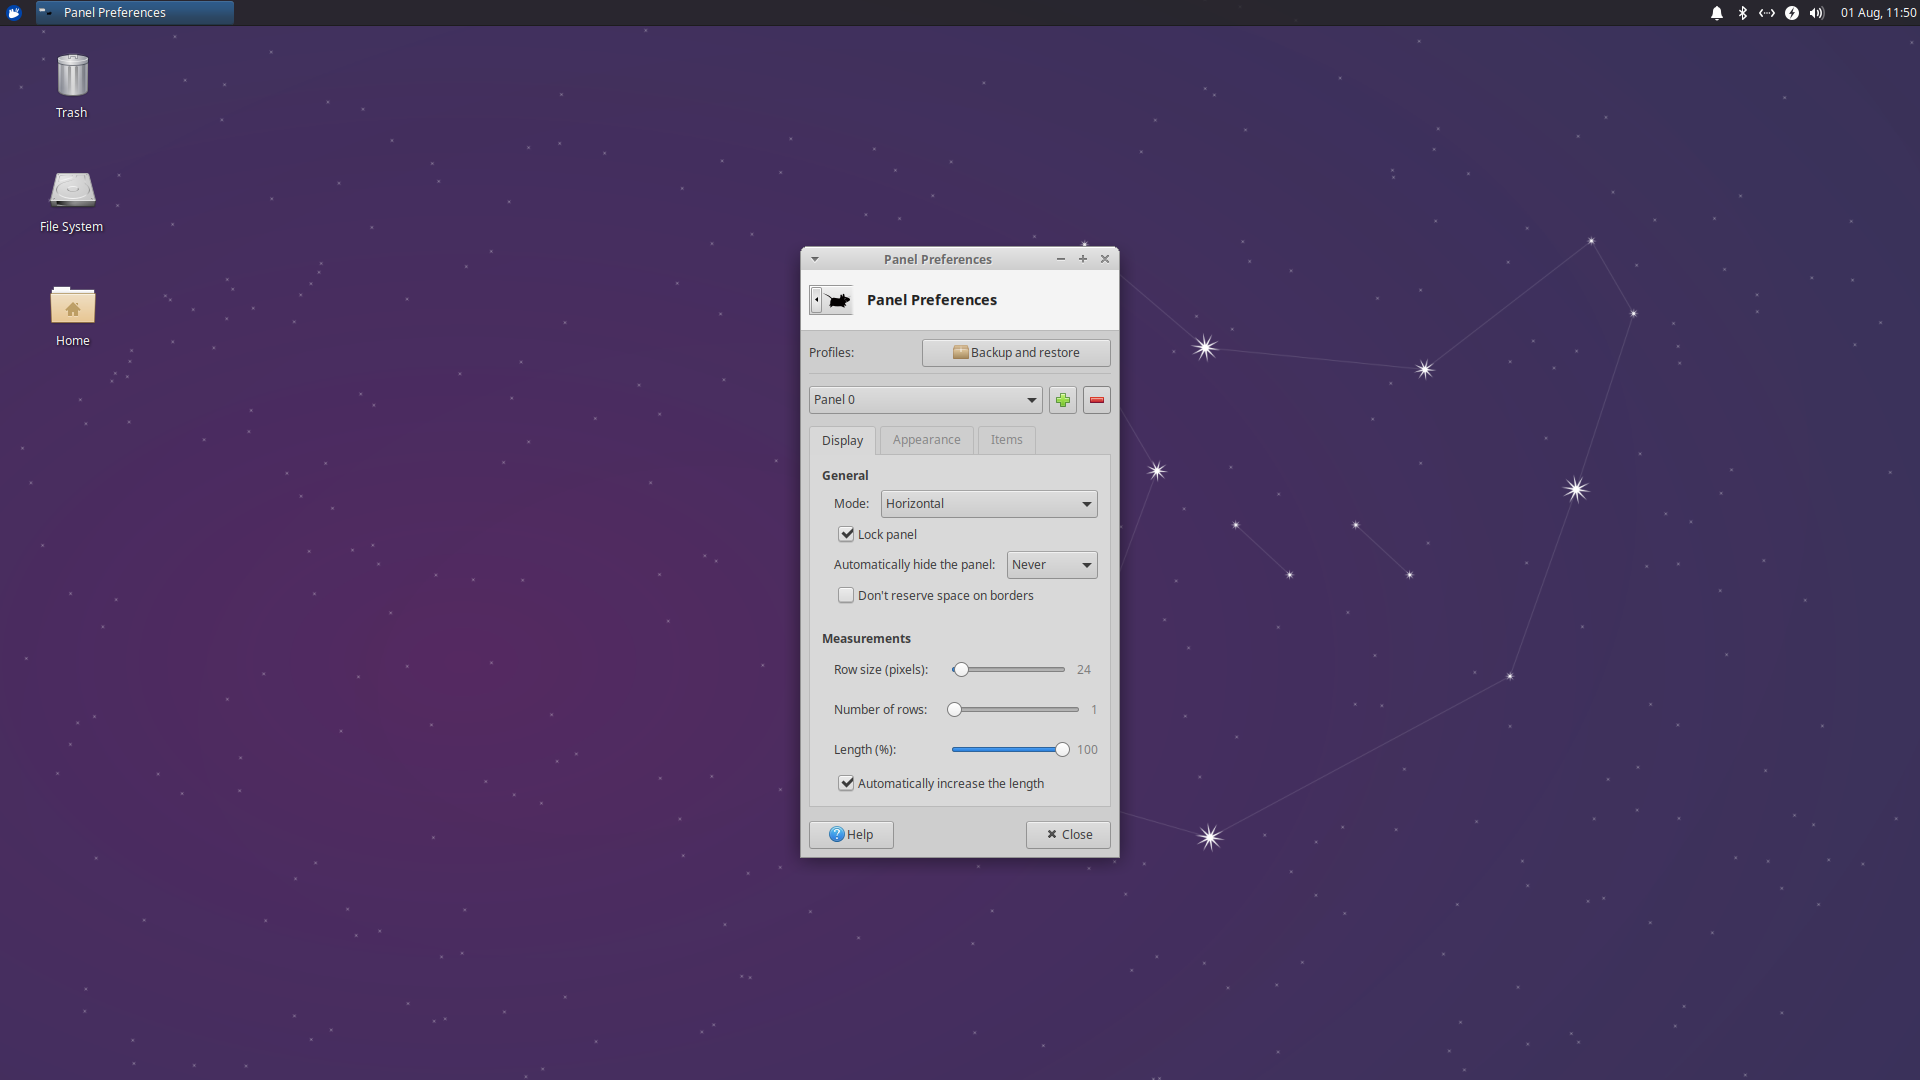 Panel Preferences
01 Aug, 11:50
Trash
File System
Home
Panel Preferences
Panel Preferences
Profiles:
Backup and restore
Panel 0
Display
Appearance
Items
General
Mode:
Horizontal
Lock panel
Automatically hide the panel:
Never
Don't reserve space on borders
Measurements
Row size (pixels):
24
Number of rows:
1
Length (%):
100
Automatically increase the length
Help
Close